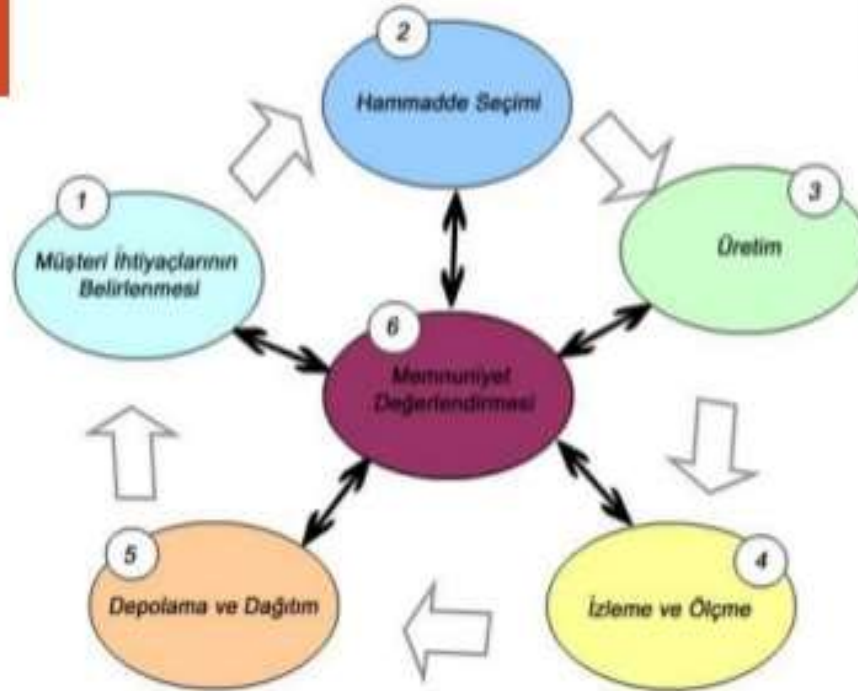 1
Müşteri İhtiyaçlarının
Belirlenmesi
2
Hammadde Seçimi
3
Üretim
4
İzleme ve Ölçme
5
Depolama ve Dağıtım
6
Memnuniyet
Değerlendirmesi